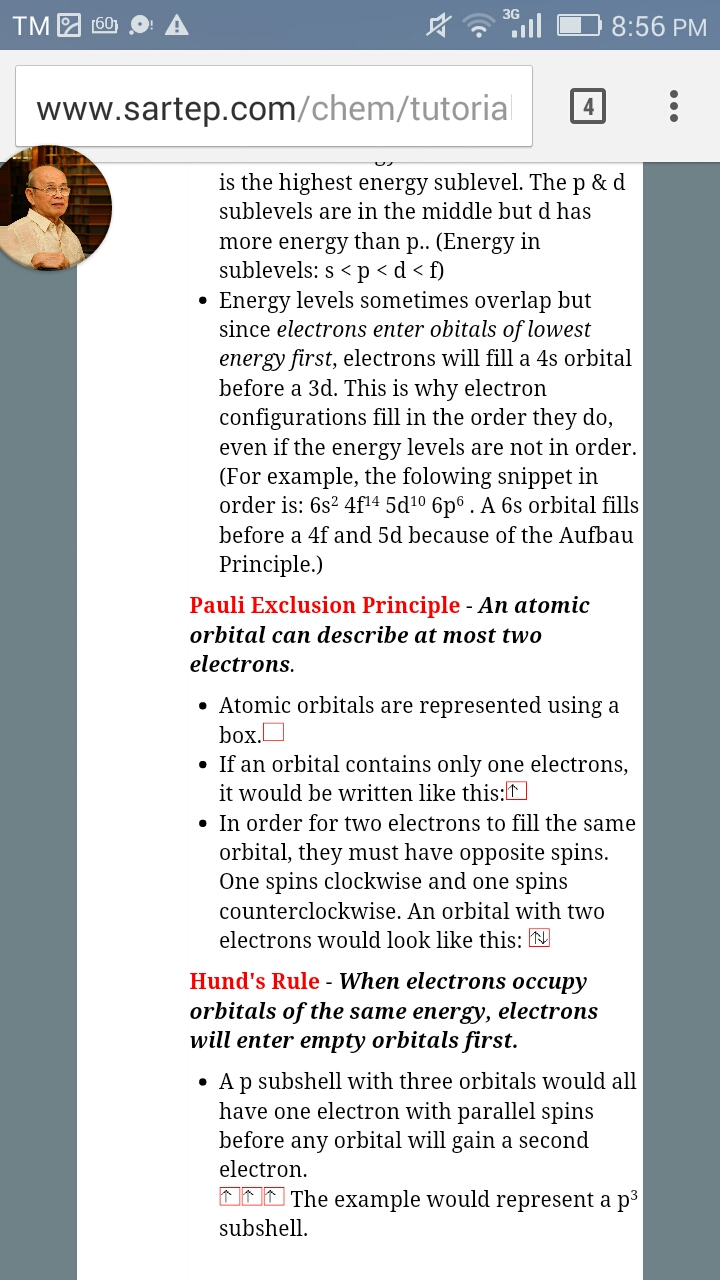 TM 60 3G 8:56 PM
www.sartep.com/chem/tutoria
4
is the highest energy sublevel. The p & d
sublevels are in the middle but d has
more energy than p.. (Energy in
sublevels: s < p < d < f)
• Energy levels sometimes overlap but
since electrons enter obitals of lowest
energy first, electrons will fill a 4s orbital
before a 3d. This is why electron
configurations fill in the order they do,
even if the energy levels are not in order.
(For example, the folowing snippet in
order is: 6s² 4f¹⁴ 5d¹⁰ 6p⁶ . A 6s orbital fills
before a 4f and 5d because of the Aufbau
Principle.)
Pauli Exclusion Principle - An atomic
orbital can describe at most two
electrons.
• Atomic orbitals are represented using a
box.
• If an orbital contains only one electrons,
it would be written like this: ↑
• In order for two electrons to fill the same
orbital, they must have opposite spins.
One spins clockwise and one spins
counterclockwise. An orbital with two
electrons would look like this: ↑↓
Hund's Rule - When electrons occupy
orbitals of the same energy, electrons
will enter empty orbitals first.
• A p subshell with three orbitals would all
have one electron with parallel spins
before any orbital will gain a second
electron.
↑ ↑ ↑ The example would represent a p³
subshell.